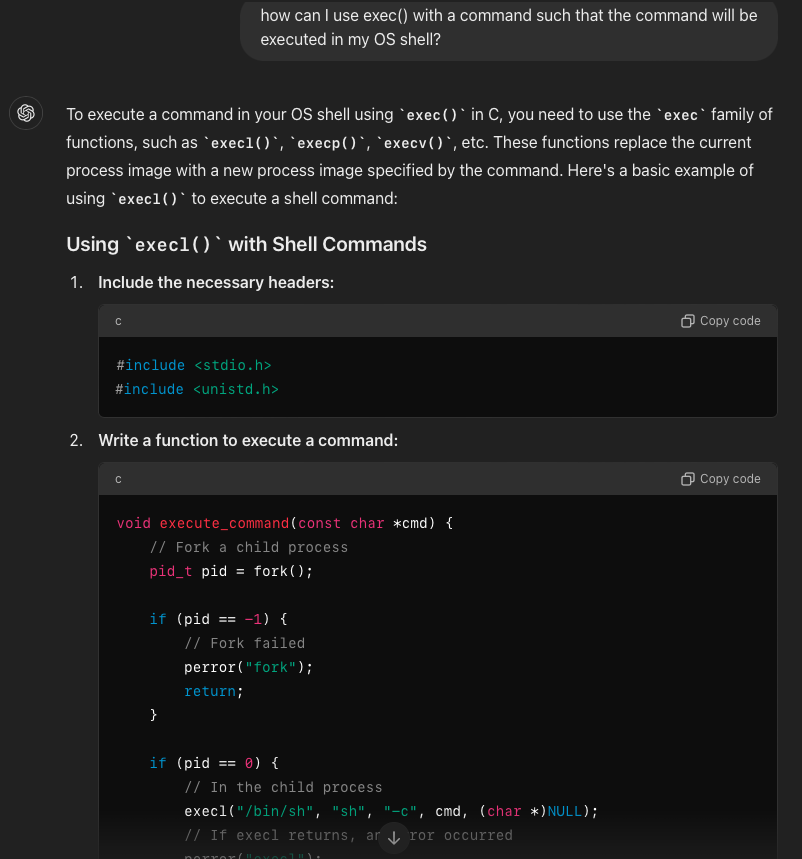 how can I use exec() with a command such that the command will be
executed in my OS shell?
To execute a command in your OS shell using `exec()` in C, you need to use the `exec` family of
functions, such as `execl()`, `execp()`, `execv()`, etc. These functions replace the current
process image with a new process image specified by the command. Here's a basic example of
using `execl()` to execute a shell command:
Using `execl()` with Shell Commands
1. Include the necessary headers:
c Copy code
#include <stdio.h>
#include <unistd.h>
2. Write a function to execute a command:
c Copy code
void execute_command(const char *cmd) {
    // Fork a child process
    pid_t pid = fork();
    if (pid == -1) {
        // Fork failed
        perror("fork");
        return;
    }
    if (pid == 0) {
        // In the child process
        execl("/bin/sh", "sh", "-c", cmd, (char *)NULL);
        // If execl returns, an error occurred
        perror("execl");